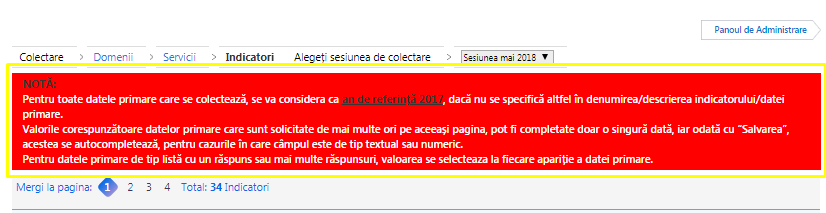 Panoul de Administrare
Colectare > Domenii > Servicii > Indicatori Alegeți sesiunea de colectare > Sesiunea mai 2018
NOTĂ:
Pentru toate datele primare care se colectează, se va considera ca an de referință 2017, dacă nu se specifică altfel în denumirea/descrierea indicatorului/datei
primare.
Valorile corespunzătoare datelor primare care sunt solicitate de mai multe ori pe aceeași pagina, pot fi completate doar o singură dată, iar odată cu "Salvarea",
acestea se autocompletează, pentru cazurile în care câmpul este de tip textual sau numeric.
Pentru datele primare de tip listă cu un răspuns sau mai multe răspunsuri, valoarea se selecteaza la fiecare apariție a datei primare.
Mergi la pagina: 1 2 3 4 Total: 34 Indicatori